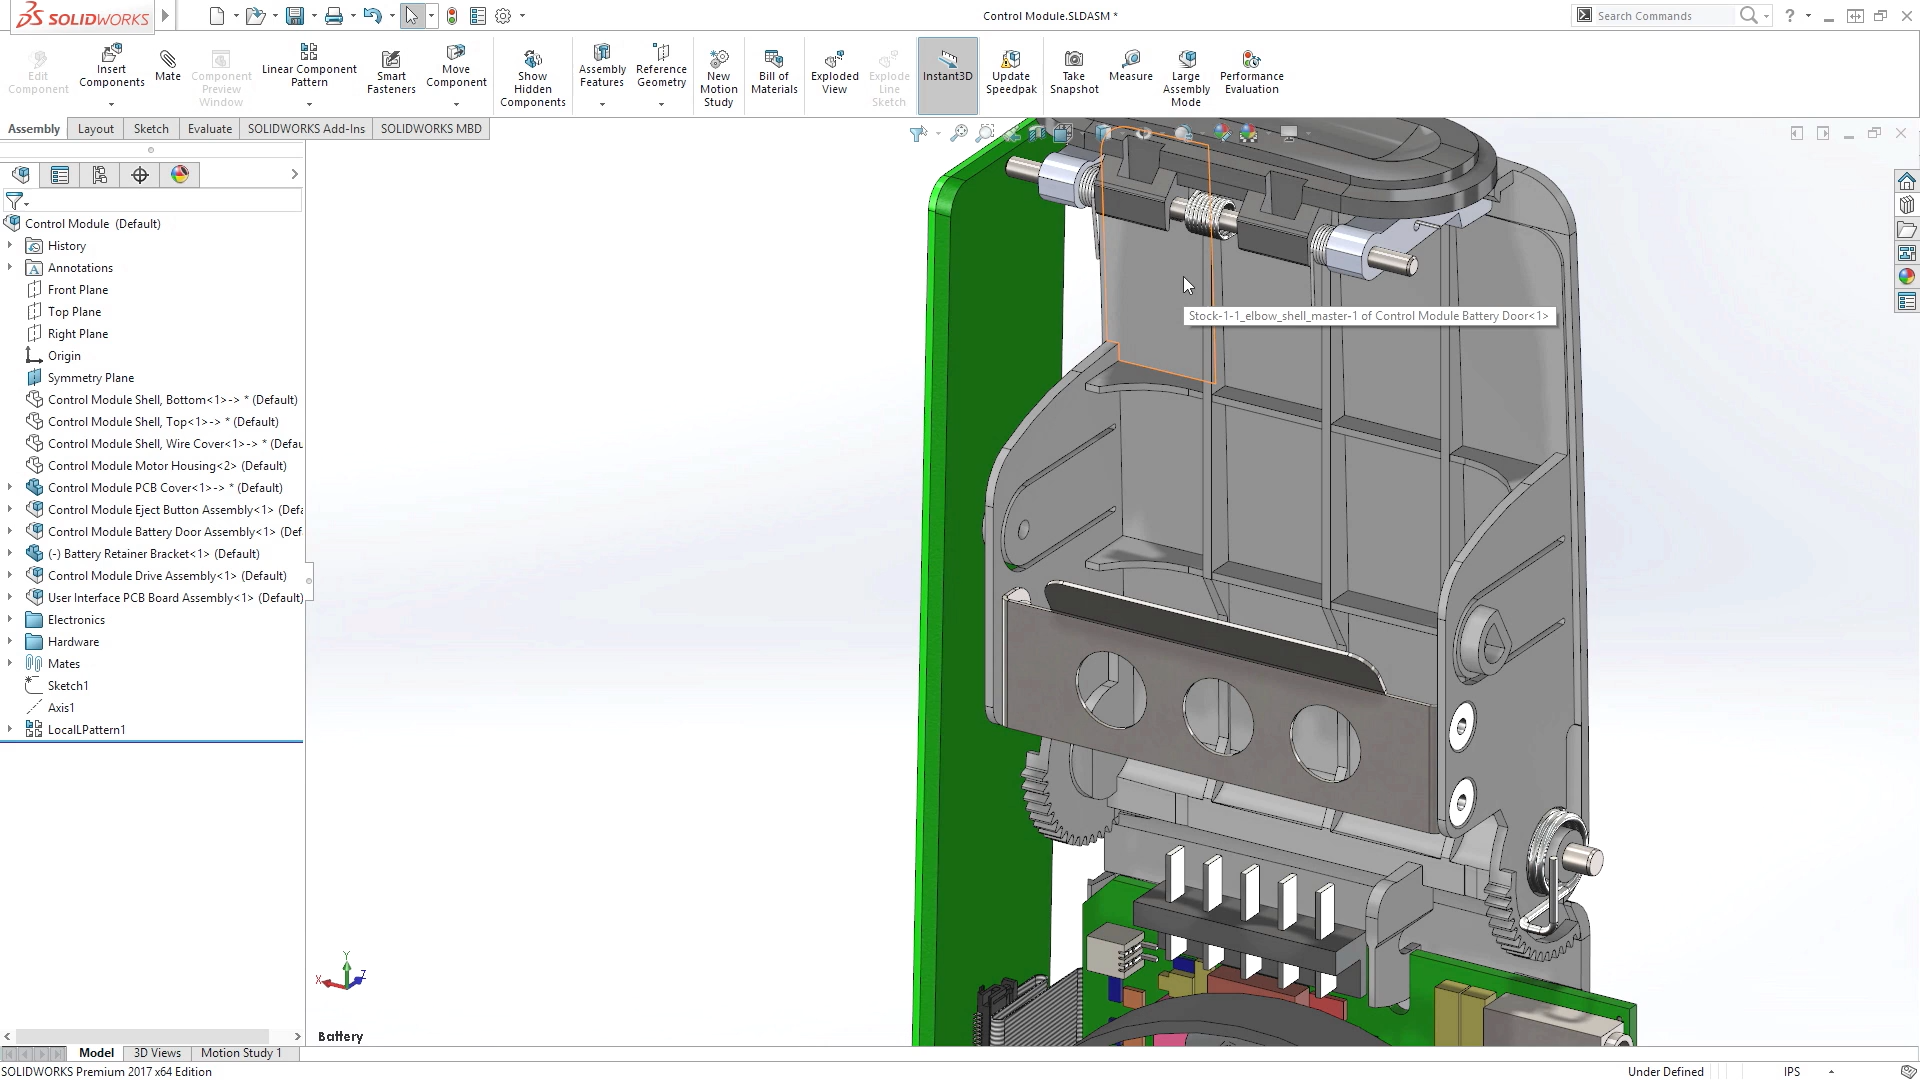 SOLIDWORKS
Control Module.SLDASM *
Search Commands
Edit
Component
Insert
Components
Mate
Component
Preview
Window
Linear Component
Pattern
Smart
Fasteners
Move
Component
Show
Hidden
Components
Assembly
Features
Reference
Geometry
New
Motion
Study
Bill of
Materials
Exploded
View
Explode
Line
Sketch
Instant3D
Update
Speedpak
Take
Snapshot
Measure
Large
Assembly
Mode
Performance
Evaluation
Assembly
Layout
Sketch
Evaluate
SOLIDWORKS Add-Ins
SOLIDWORKS MBD
Control Module (Default)
History
Annotations
Front Plane
Top Plane
Right Plane
Origin
Symmetry Plane
Control Module Shell, Bottom<1>-> * (Default)
Control Module Shell, Top<1>-> * (Default)
Control Module Shell, Wire Cover<1>-> * (Defau
Control Module Motor Housing<2> (Default)
Control Module PCB Cover<1>-> * (Default)
Control Module Eject Button Assembly<1> (Defa
Control Module Battery Door Assembly<1> (Def
(-) Battery Retainer Bracket<1> (Default)
Control Module Drive Assembly<1> (Default)
User Interface PCB Board Assembly<1> (Default)
Electronics
Hardware
Mates
Sketch1
Axis1
LocalLPattern1
Stock-1-1_elbow_shell_master-1 of Control Module Battery Door<1>
Y
X
Z
Battery
Model
3D Views
Motion Study 1
SOLIDWORKS Premium 2017 x64 Edition
Under Defined
IPS